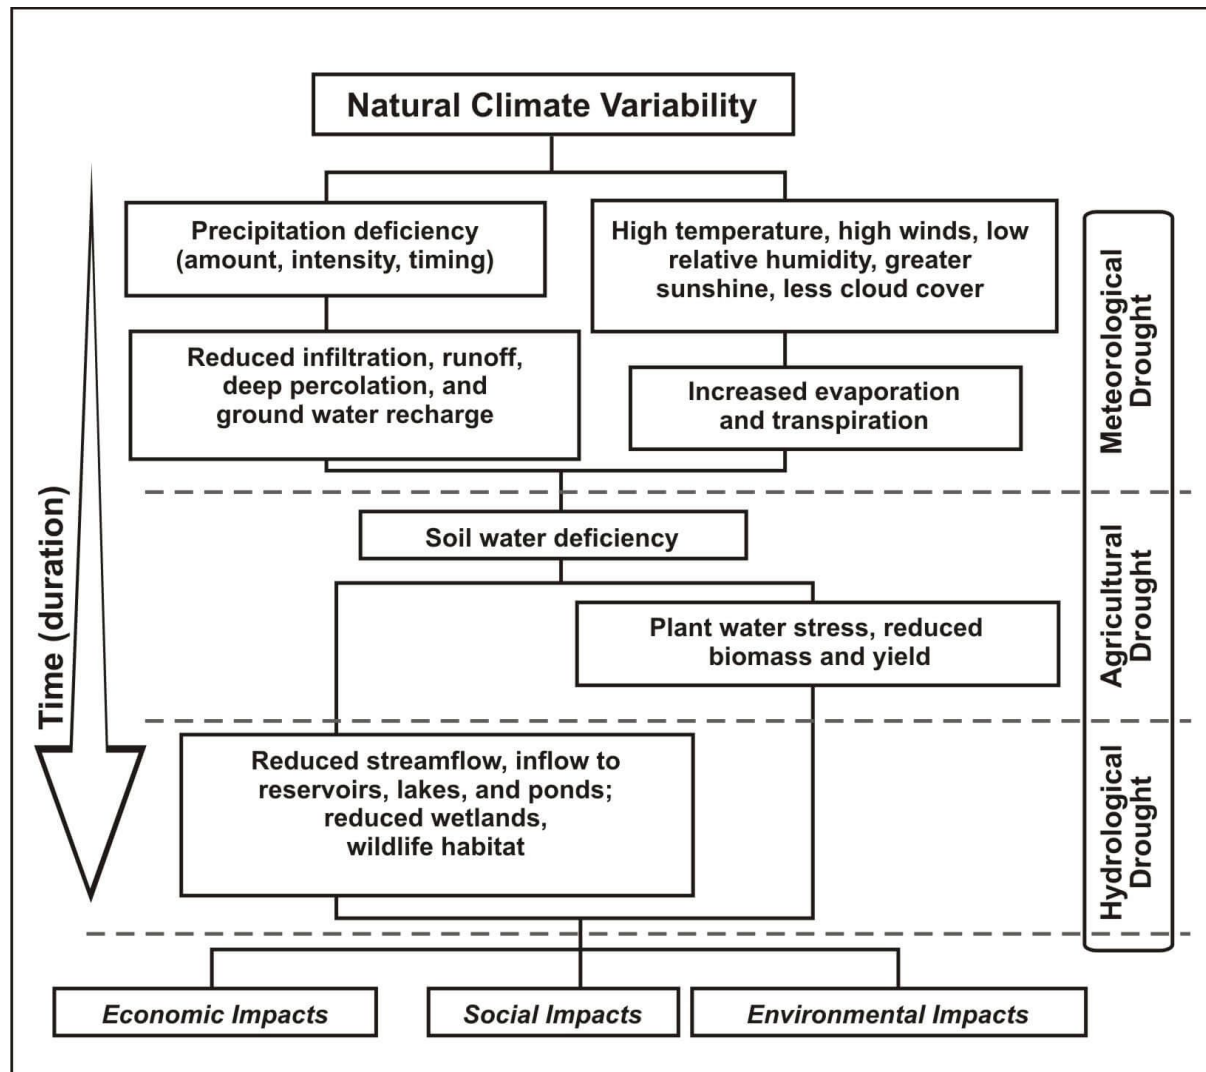 Natural Climate Variability
Precipitation deficiency
(amount, intensity, timing)
High temperature, high winds, low
relative humidity, greater
sunshine, less cloud cover
Reduced infiltration, runoff,
deep percolation, and
ground water recharge
Increased evaporation
and transpiration
Meteorological
Drought
Time (duration)
Soil water deficiency
Plant water stress, reduced
biomass and yield
Agricultural
Drought
Reduced streamflow, inflow to
reservoirs, lakes, and ponds;
reduced wetlands,
wildlife habitat
Hydrological
Drought
Economic Impacts
Social Impacts
Environmental Impacts